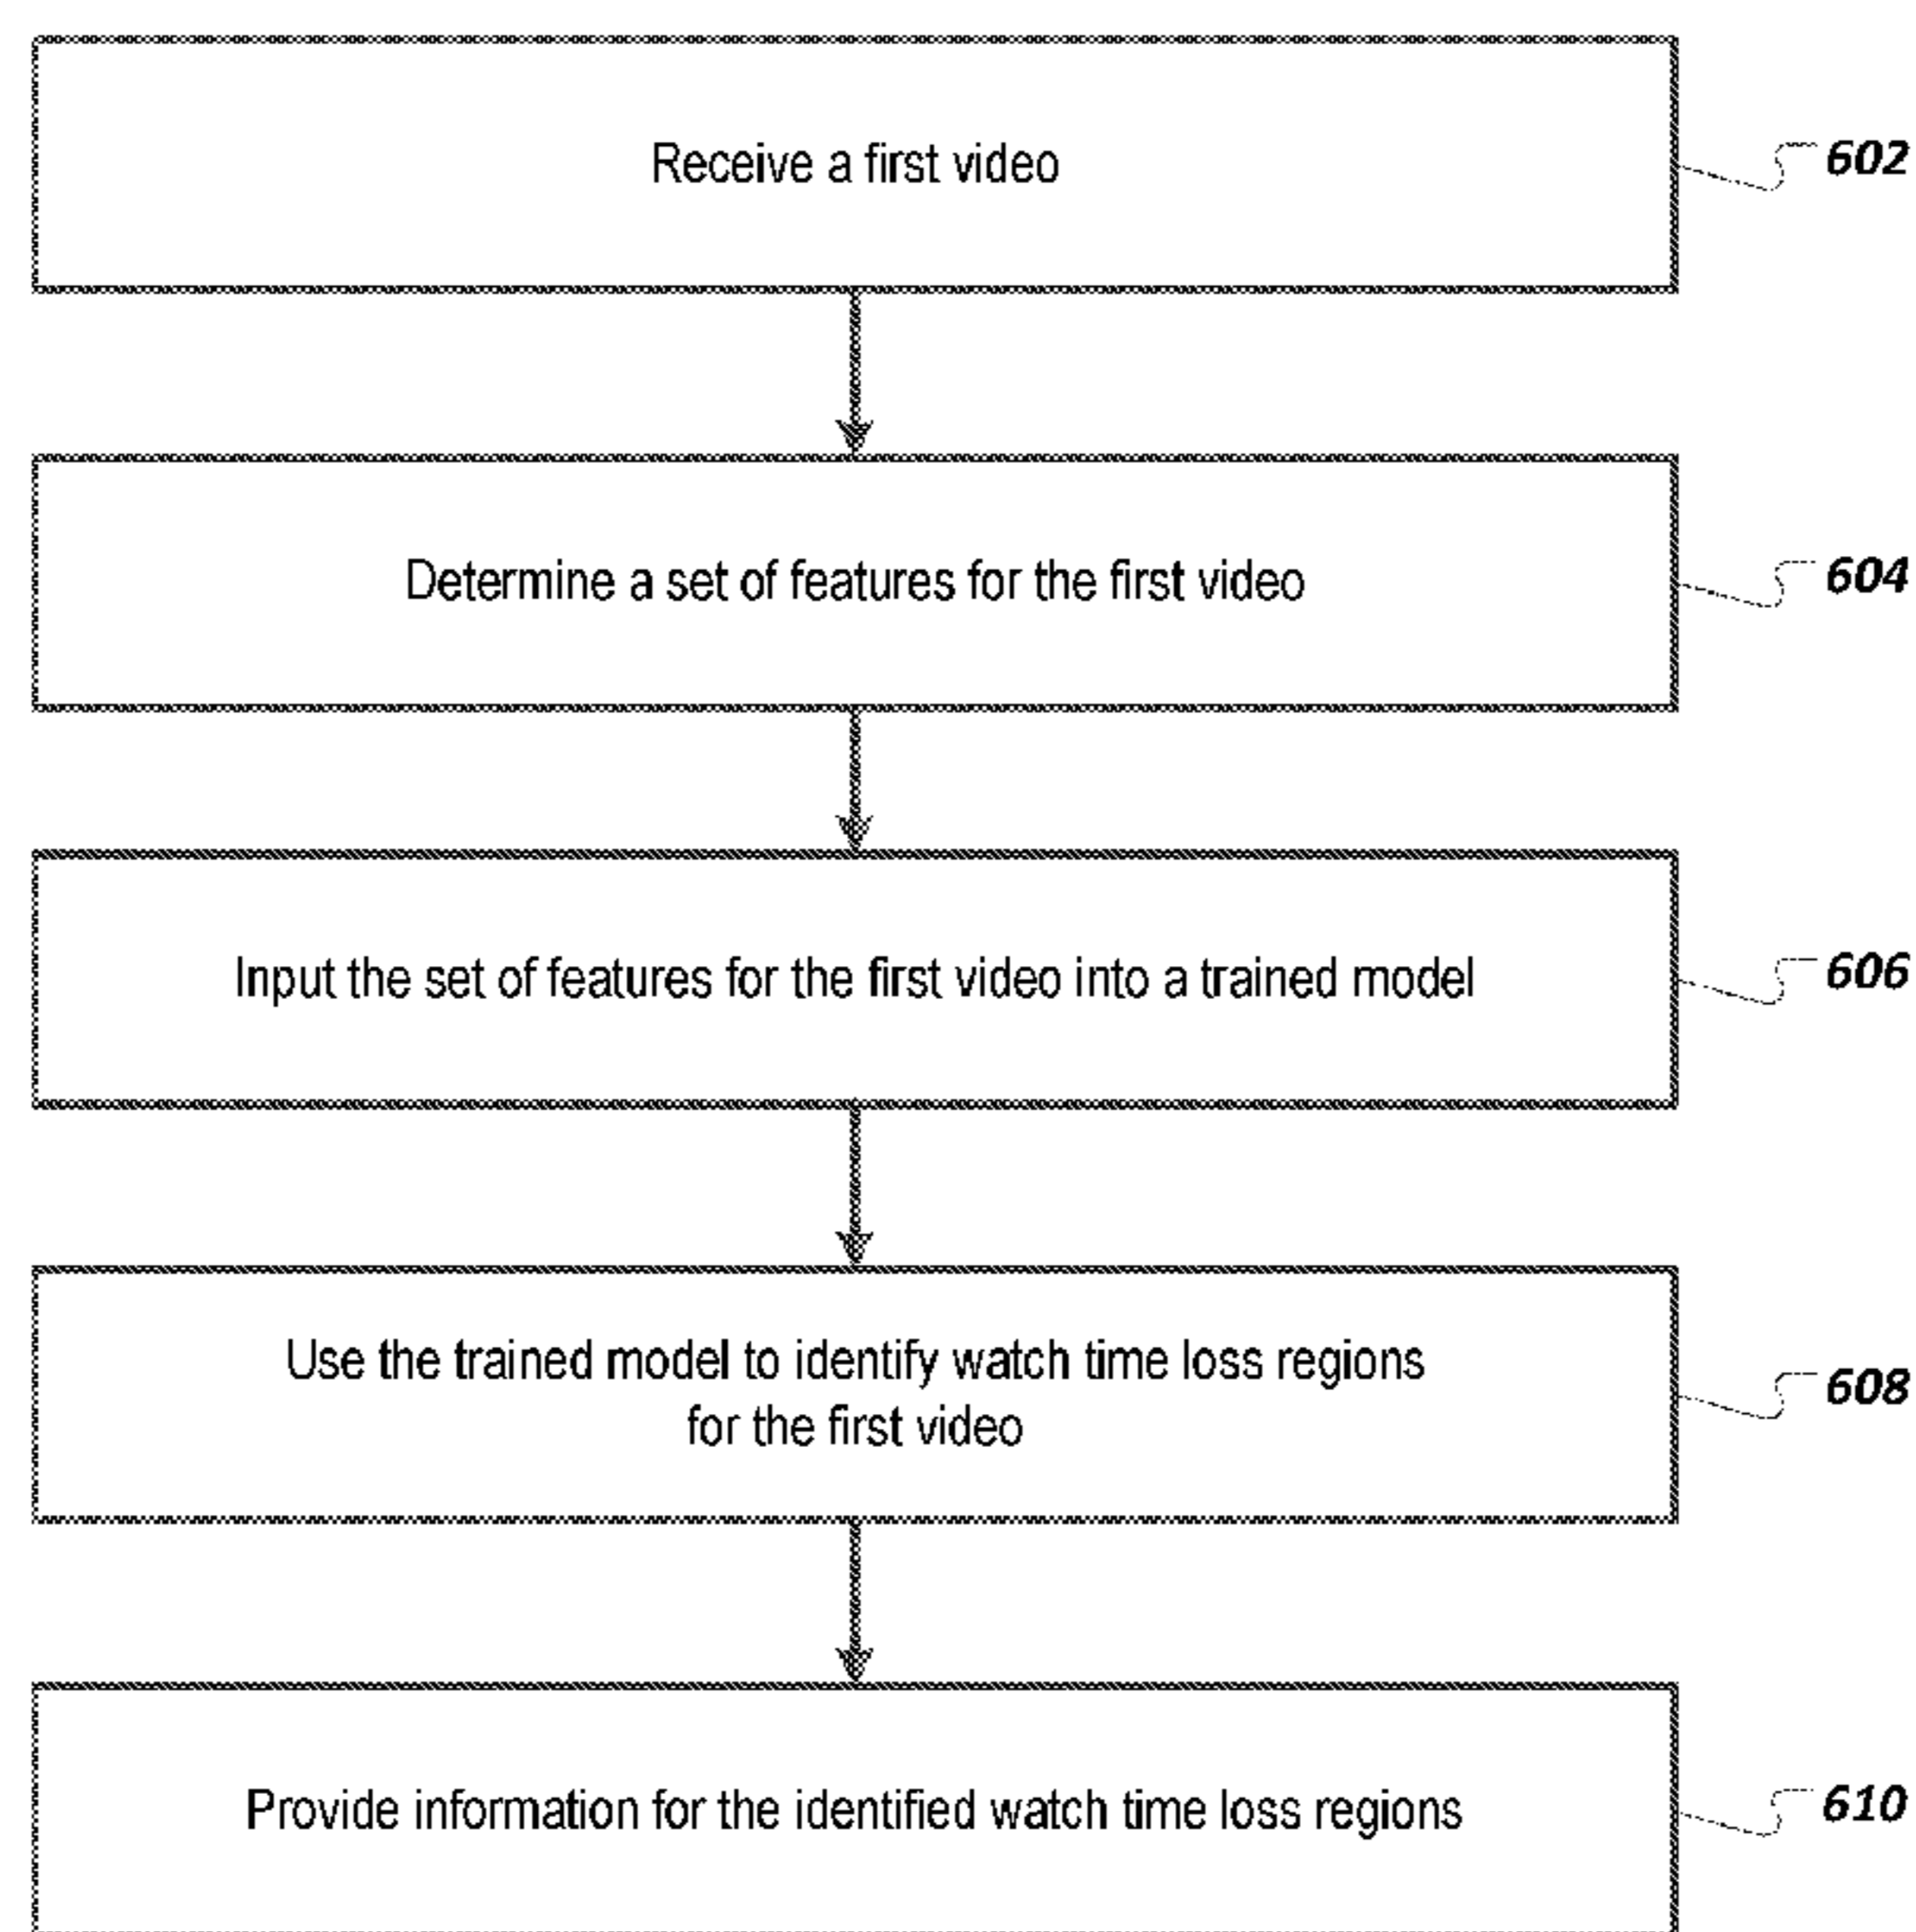 Receive a first video
602
Determine a set of features for the first video
604
Input the set of features for the first video into a trained model
606
Use the trained model to identify watch time loss regions
for the first video
608
Provide information for the identified watch time loss regions
610